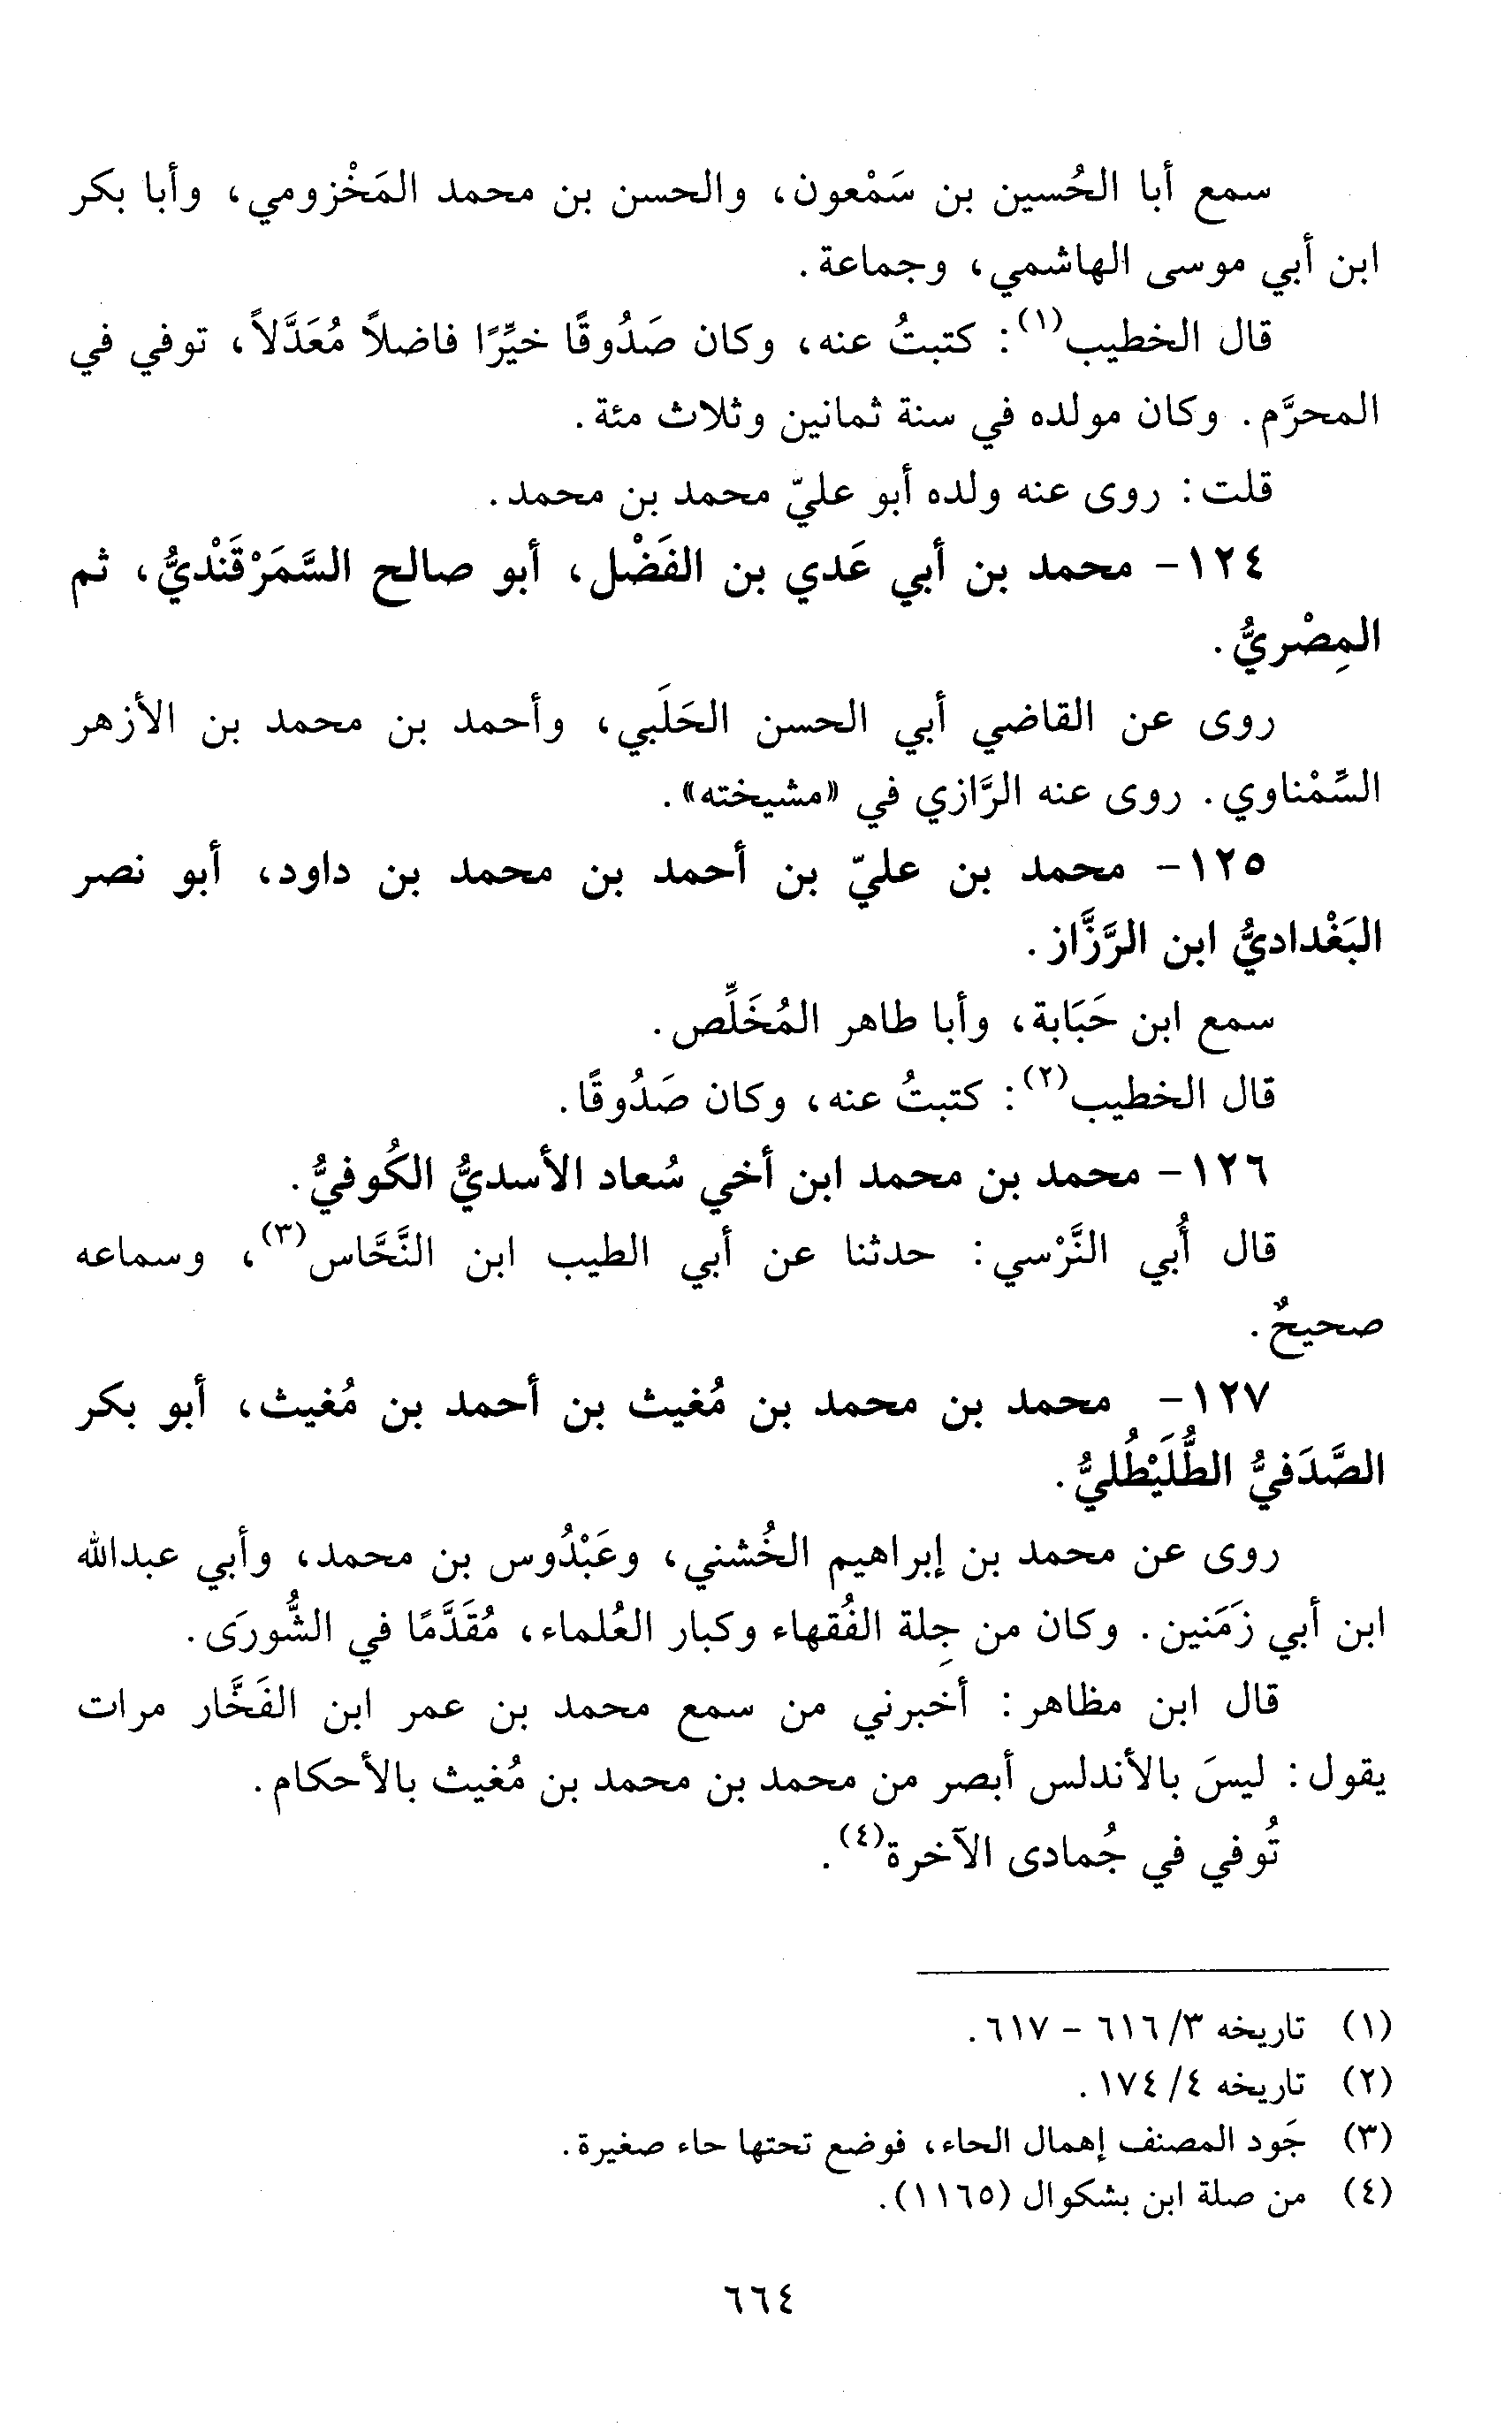 سمع أبا الحُسين بن سَمْعون، والحسن بن محمد المَخْزومي، وأبا بكر
ابن أبي موسى الهاشمي، وجماعة.
قال الخطيب(١): كتبتُ عنه، وكان صَدُوقًا خيِّرًا فاضلاً مُعَدَّلاً، توفي في
المحرَّم. وكان مولده في سنة ثمانين وثلاث مئة.
قلت: روى عنه ولده أبو عليّ محمد بن محمد.
١٢٤- محمد بن أبي عَدي بن الفَضْل، أبو صالح السَّمَرْقَنْديُّ، ثم
المِصْريُّ.
روى عن القاضي أبي الحسن الحَلَبي، وأحمد بن محمد بن الأزهر
السِّمْناوي. روى عنه الرَّازي في «مشيخته».
١٢٥- محمد بن عليّ بن أحمد بن محمد بن داود، أبو نصر
البَغْداديُّ ابن الرَّزَّاز.
سمع ابن حَبَابة، وأبا طاهر المُخَلِّص.
قال الخطيب(٢): كتبتُ عنه، وكان صَدُوقًا.
١٢٦- محمد بن محمد ابن أخي سُعاد الأسديُّ الكُوفيُّ.
قال أُبي النَّرْسي: حدثنا عن أبي الطيب ابن النَّحَّاس(٣)، وسماعه
صحيحٌ.
١٢٧- محمد بن محمد بن مُغيث بن أحمد بن مُغيث، أبو بكر
الصَّدَفيُّ الطُّلَيْطُليُّ.
روى عن محمد بن إبراهيم الخُشني، وعَبْدُوس بن محمد، وأبي عبدالله
ابن أبي زَمَنين. وكان من جِلة الفُقهاء وكبار العُلماء، مُقَدَّمًا في الشُّورَى.
قال ابن مظاهر: أخبرني من سمع محمد بن عمر ابن الفَخَّار مرات
يقول: ليسَ بالأندلس أبصر من محمد بن محمد بن مُغيث بالأحكام.
تُوفي في جُمادى الآخرة(٤).
(١) تاريخه ٣/ ٦١٦ - ٦١٧.
(٢) تاريخه ٤/ ١٧٤.
(٣) جَود المصنف إهمال الحاء، فوضع تحتها حاء صغيرة.
(٤) من صلة ابن بشكوال (١١٦٥).
٦٦٤